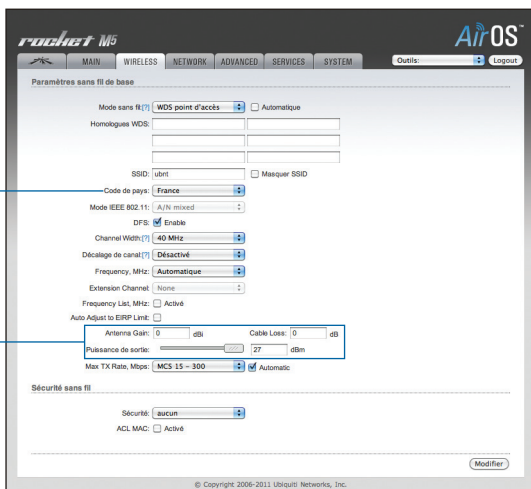 rocket M5
AirOS™
MAIN WIRELESS NETWORK ADVANCED SERVICES SYSTEM Outils: Logout
Paramètres sans fil de base
Mode sans fil:[?] WDS point d'accès Automatique
Homologues WDS:
SSID: ubnt Masquer SSID
Code de pays: France
Mode IEEE 802.11: A/N mixed
DFS: Enable
Channel Width:[?] 40 MHz
Décalage de canal:[?] Désactivé
Frequency, MHz: Automatique
Extension Channel: None
Frequency List, MHz: Activé
Auto Adjust to EIRP Limit:
Antenna Gain: 0 dBi Cable Loss: 0 dB
Puissance de sortie: 27 dBm
Max TX Rate, Mbps: MCS 15 – 300 Automatic
Sécurité sans fil
Sécurité: aucun
ACL MAC: Activé
Modifier
© Copyright 2006-2011 Ubiquiti Networks, Inc.